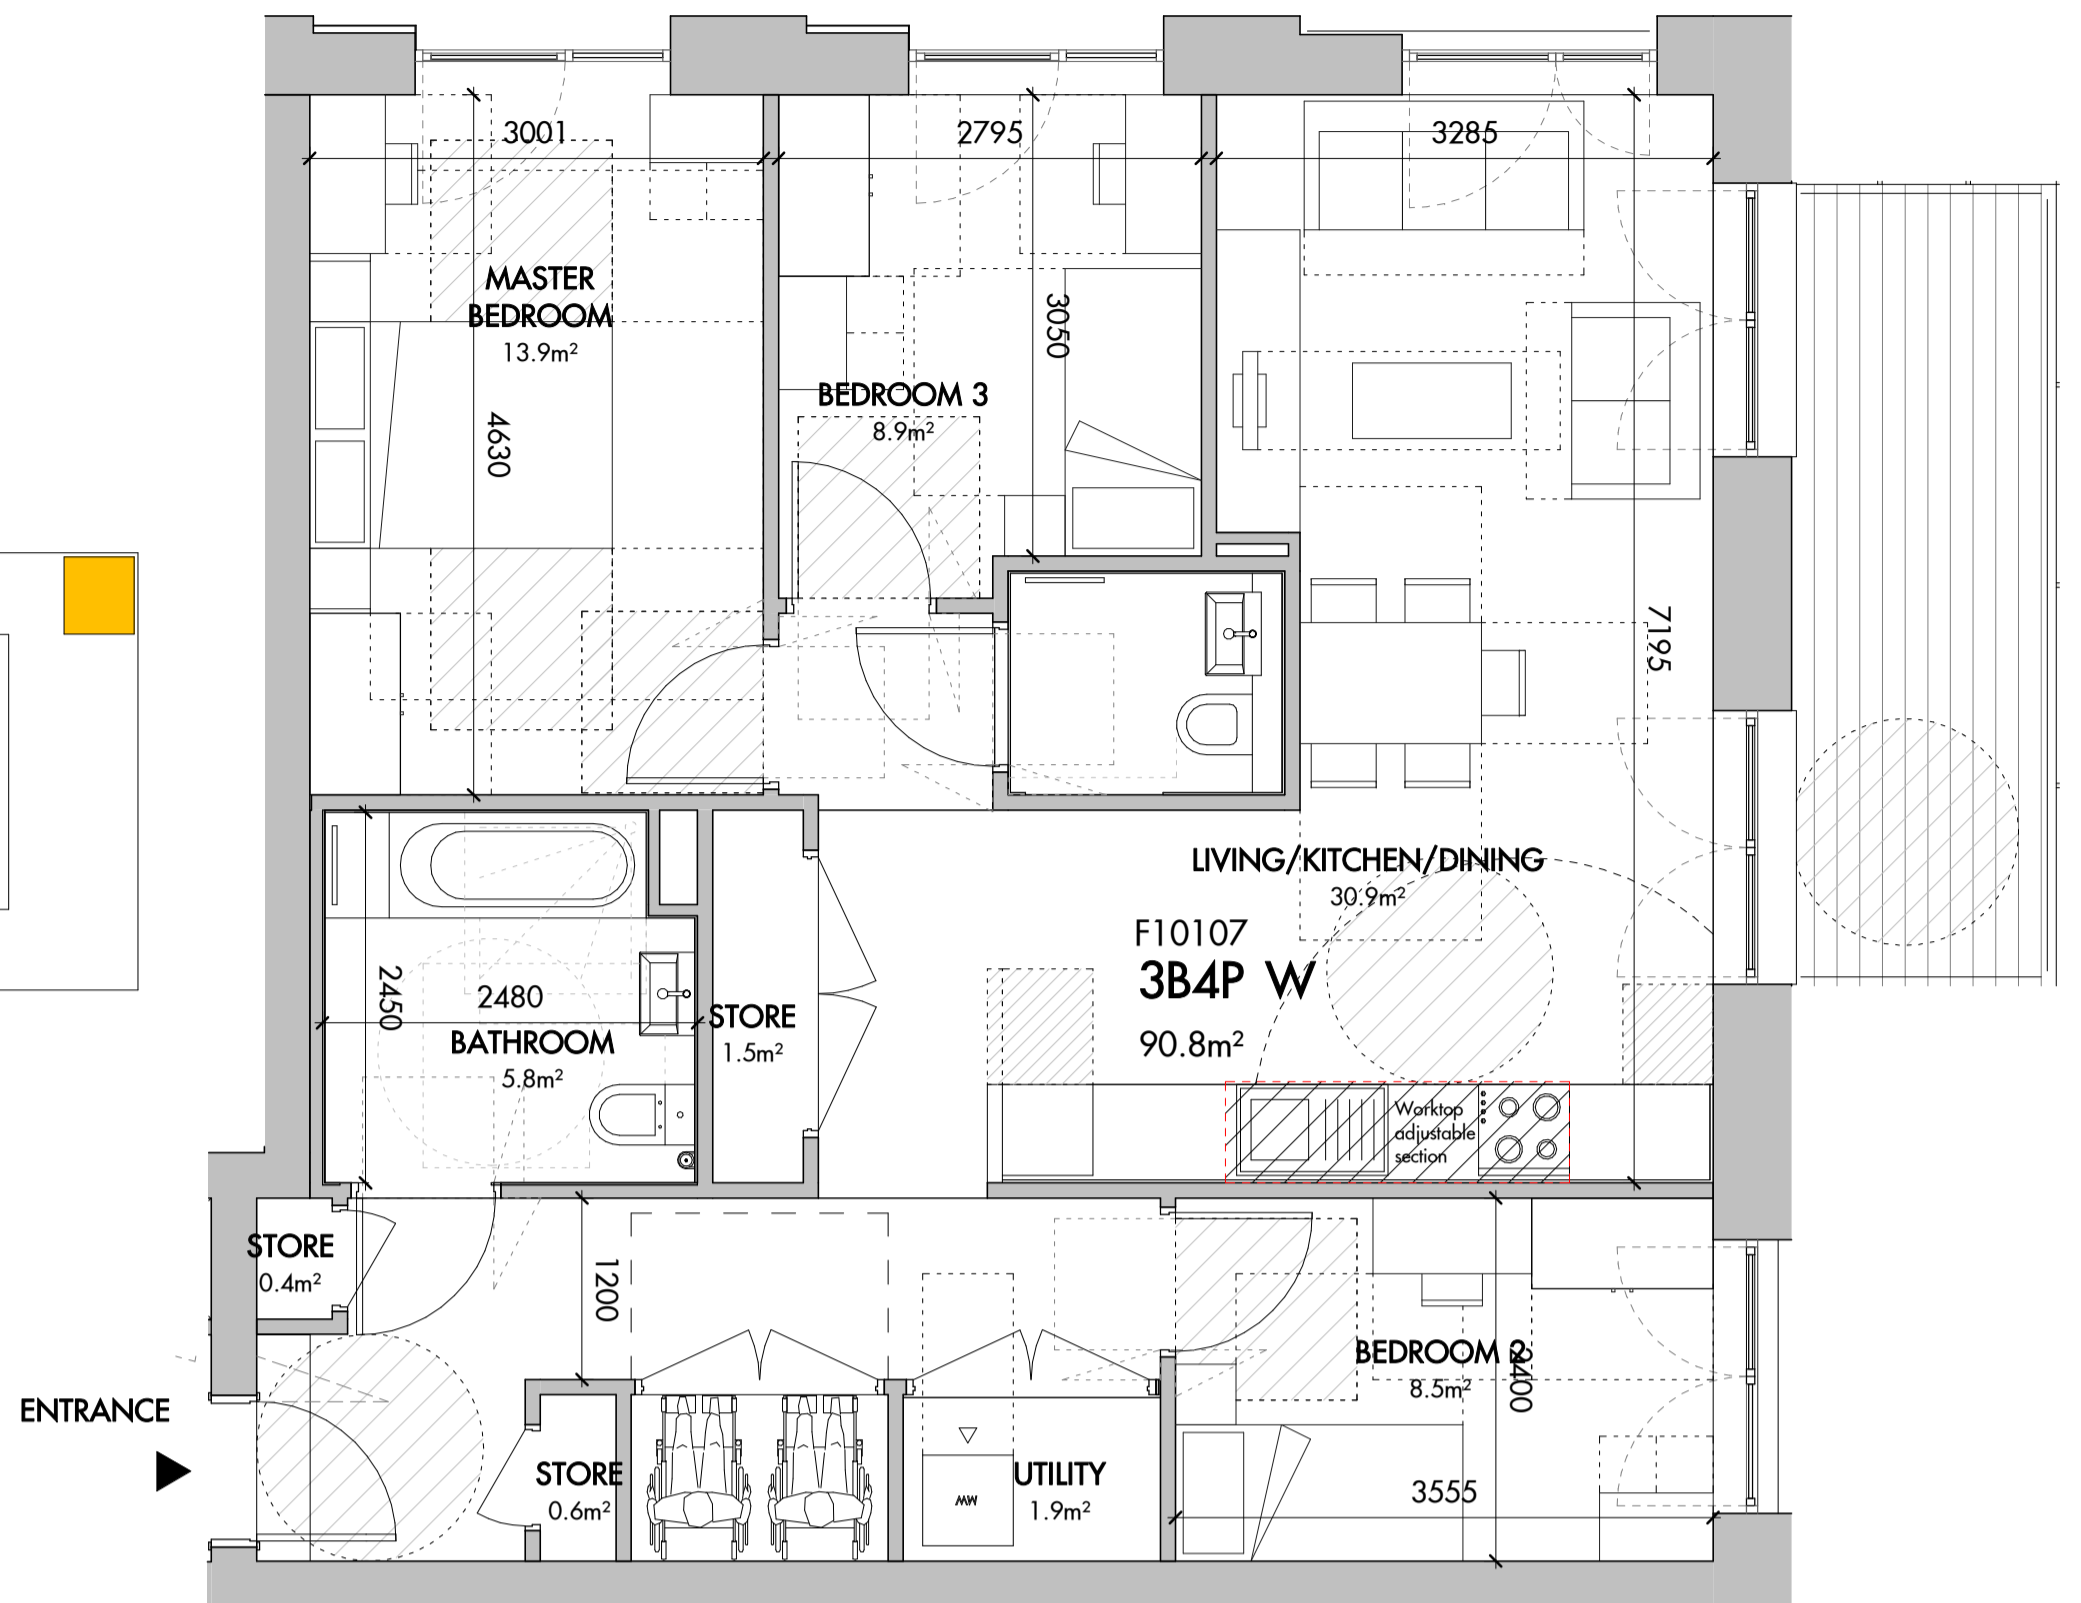 3001
2795
3285
MASTER
BEDROOM
13.9m²
3050
BEDROOM 3
8.9m²
4630
7195
LIVING/KITCHEN/DINING
30.9m²
F10107
3B4P W
90.8m²
2450
2480
BATHROOM
5.8m²
STORE
1.5m²
Worktop
adjustable
section
STORE
0.4m²
1200
BEDROOM 2
8.5m²
2400
ENTRANCE
STORE
0.6m²
UTILITY
1.9m²
WM
3555